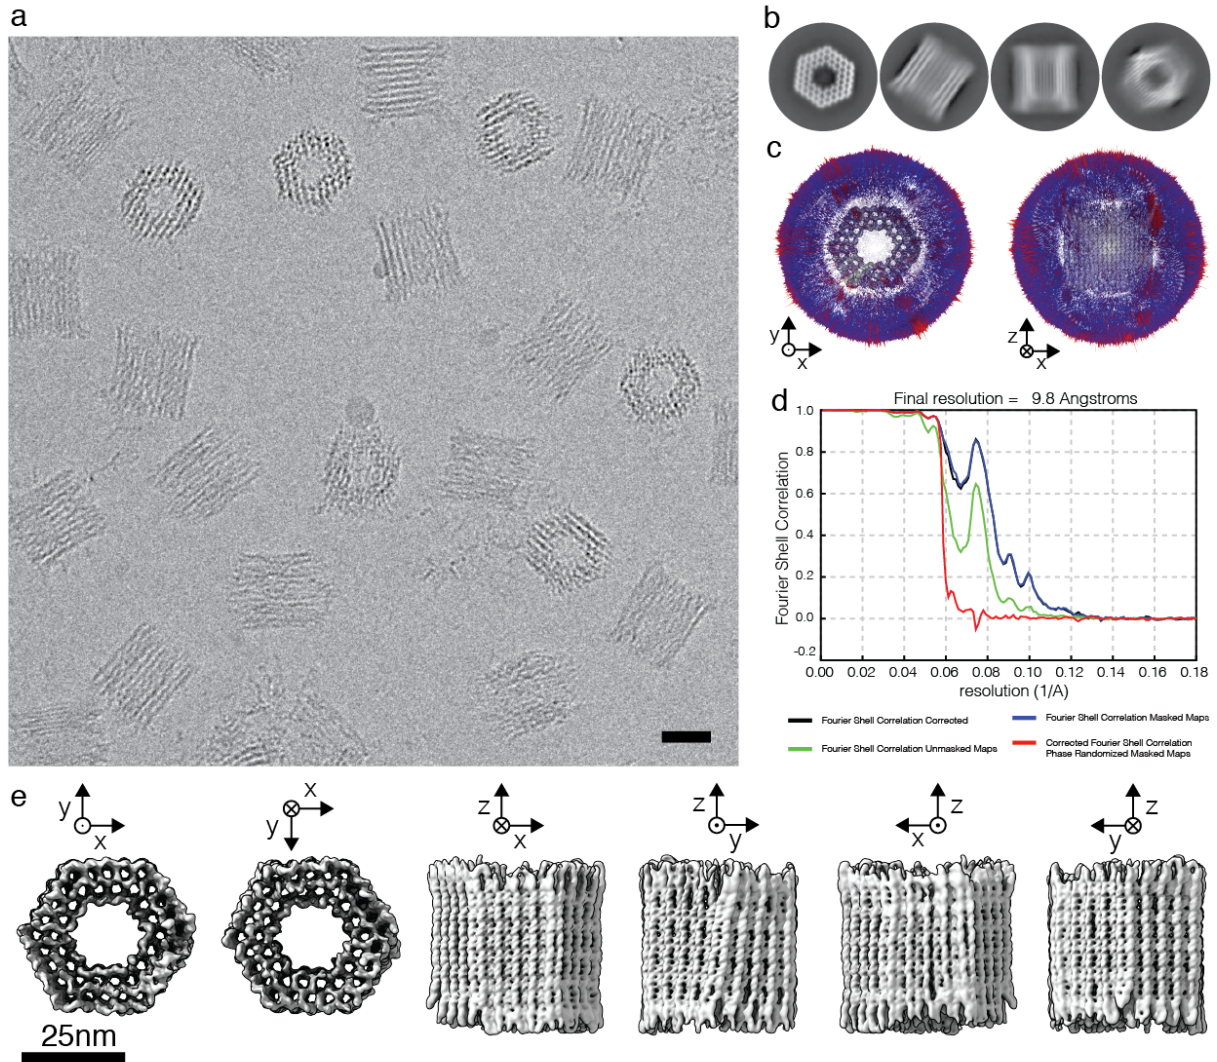 a
b
c
y
x
z
x
d
Final resolution = 9.8 Angstroms
Fourier Shell Correlation
1.0
0.8
0.6
0.4
0.2
0.0
-0.2
0.00 0.02 0.04 0.06 0.08 0.10 0.12 0.14 0.16 0.18
resolution (1/A)
Fourier Shell Correlation Corrected
Fourier Shell Correlation Masked Maps
Fourier Shell Correlation Unmasked Maps
Corrected Fourier Shell Correlation
Phase Randomized Masked Maps
e
y
x
x
y
z
x
z
y
z
x
z
y
25nm